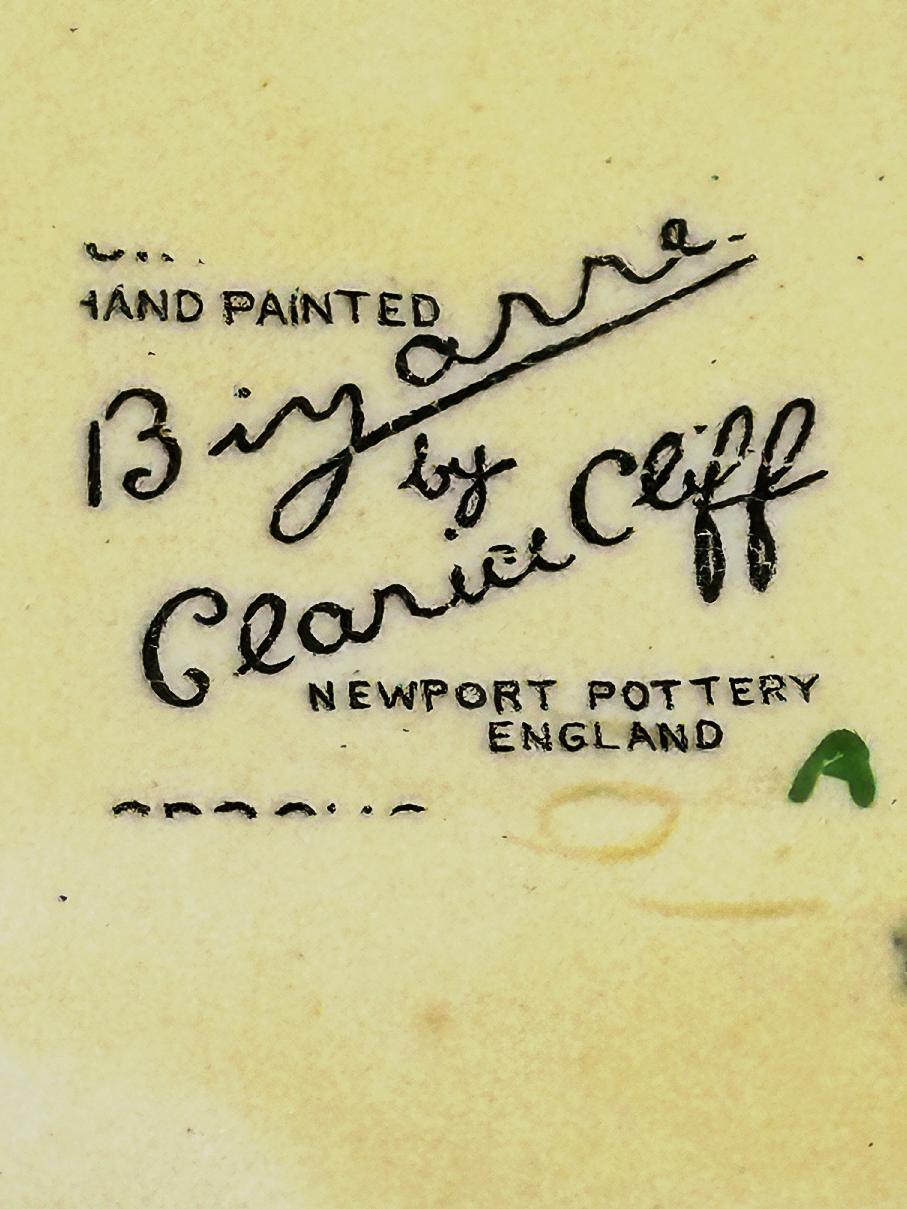 HAND PAINTED
Bizarre
by
Clarice Cliff
NEWPORT POTTERY
ENGLAND
A